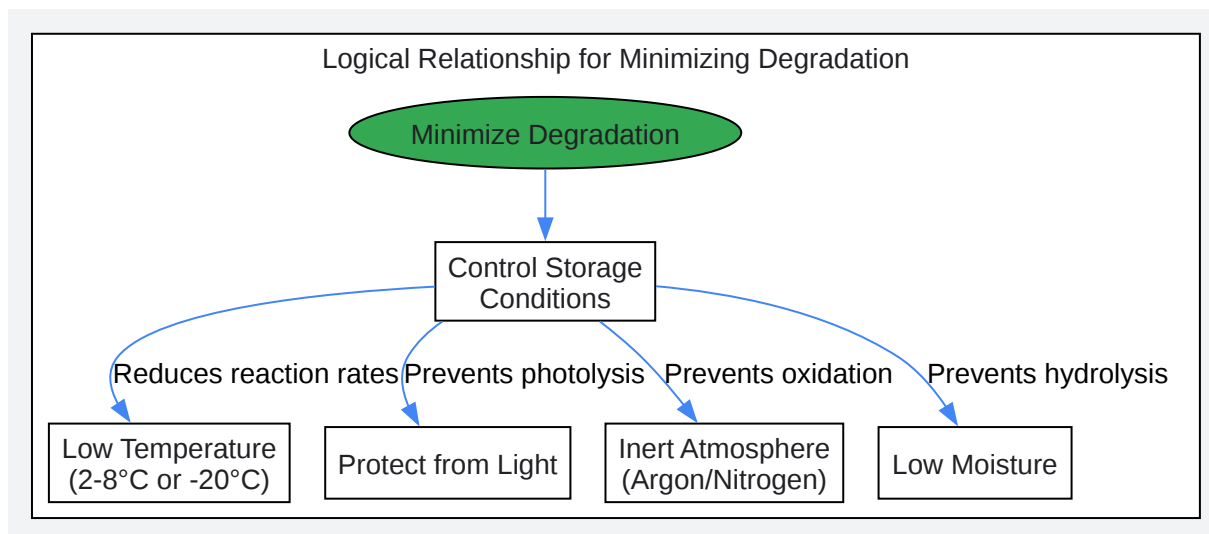 Logical Relationship for Minimizing Degradation
Minimize Degradation
Control Storage
Conditions
Reduces reaction rates
Prevents photolysis
Prevents oxidation
Prevents hydrolysis
Low Temperature
(2-8°C or -20°C)
Protect from Light
Inert Atmosphere
(Argon/Nitrogen)
Low Moisture